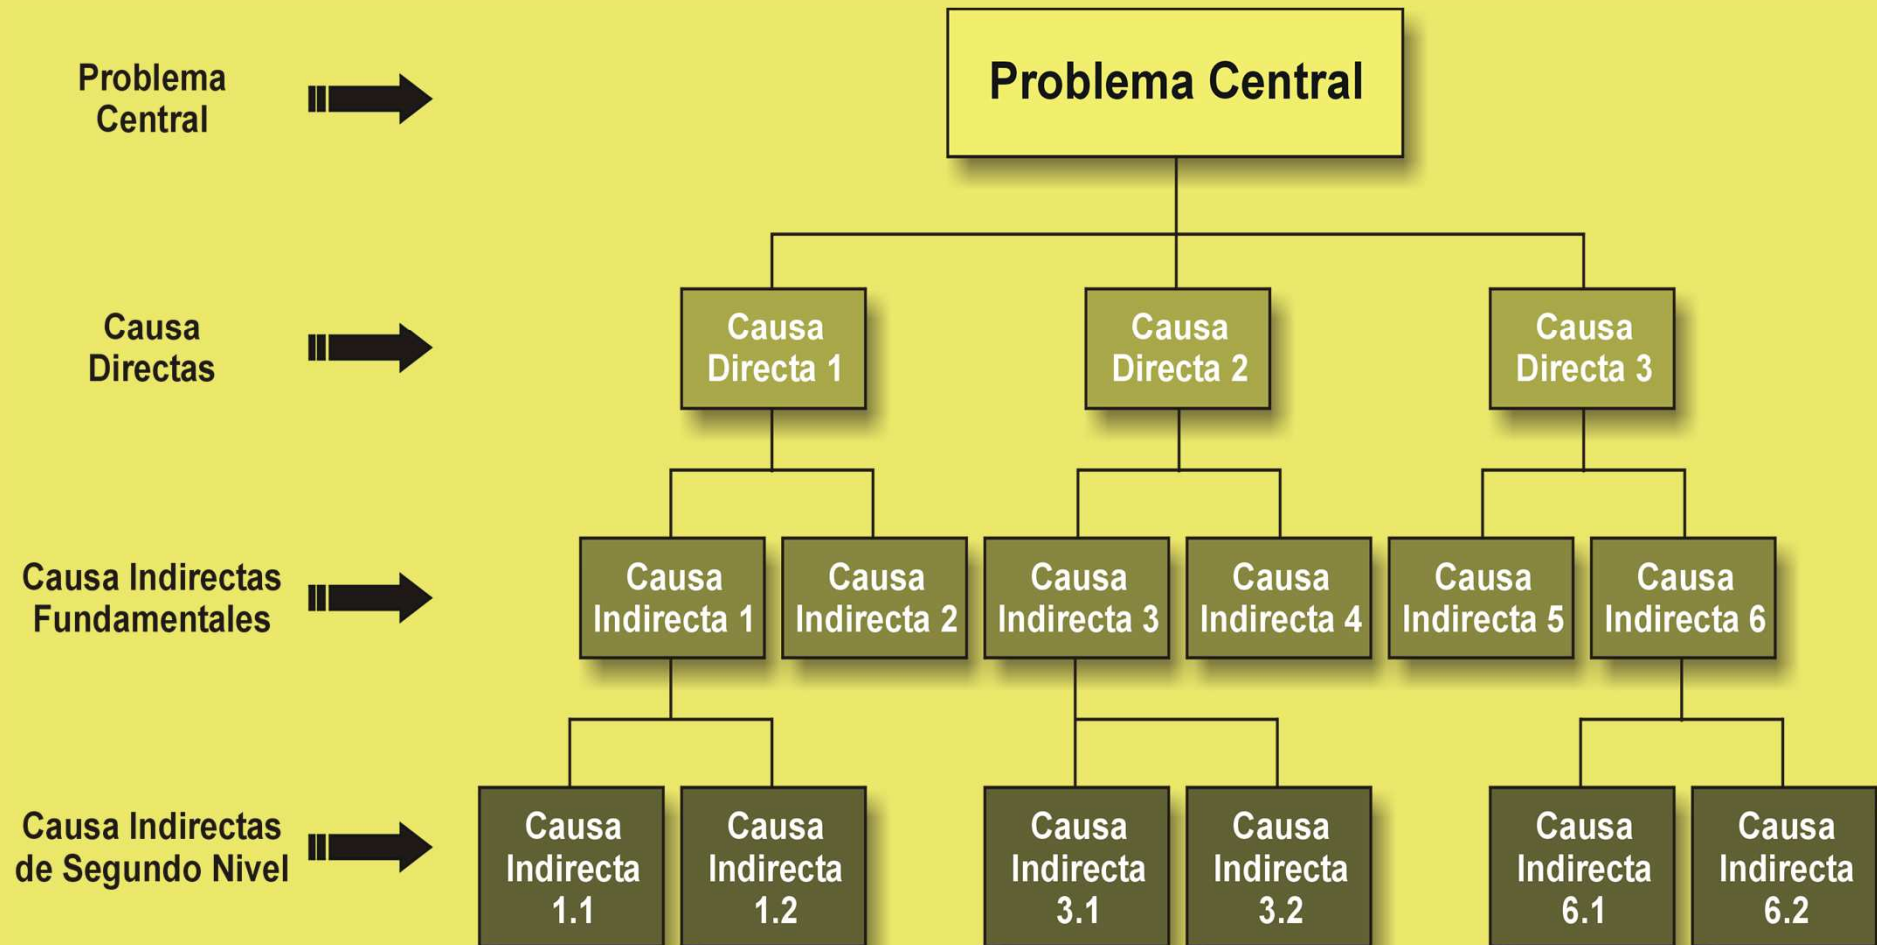 Problema
Central
Problema Central
Causa
Directas
Causa
Directa 1
Causa
Directa 2
Causa
Directa 3
Causa Indirectas
Fundamentales
Causa
Indirecta 1
Causa
Indirecta 2
Causa
Indirecta 3
Causa
Indirecta 4
Causa
Indirecta 5
Causa
Indirecta 6
Causa Indirectas
de Segundo Nivel
Causa
Indirecta
1.1
Causa
Indirecta
1.2
Causa
Indirecta
3.1
Causa
Indirecta
3.2
Causa
Indirecta
6.1
Causa
Indirecta
6.2